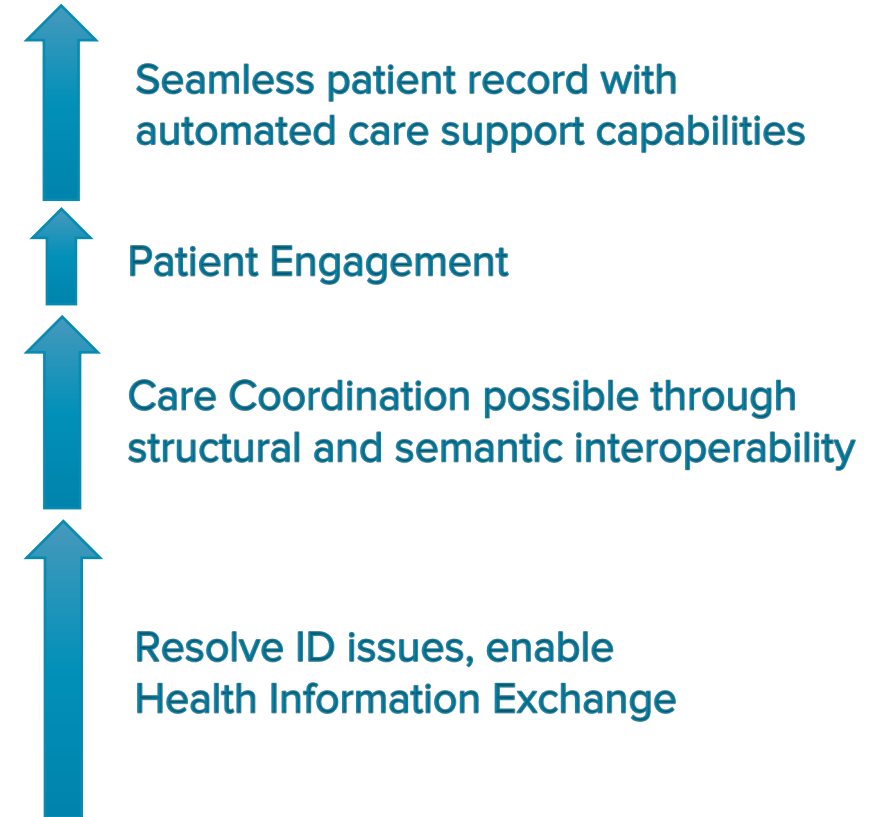 Seamless patient record with
automated care support capabilities
Patient Engagement
Care Coordination possible through
structural and semantic interoperability
Resolve ID issues, enable
Health Information Exchange